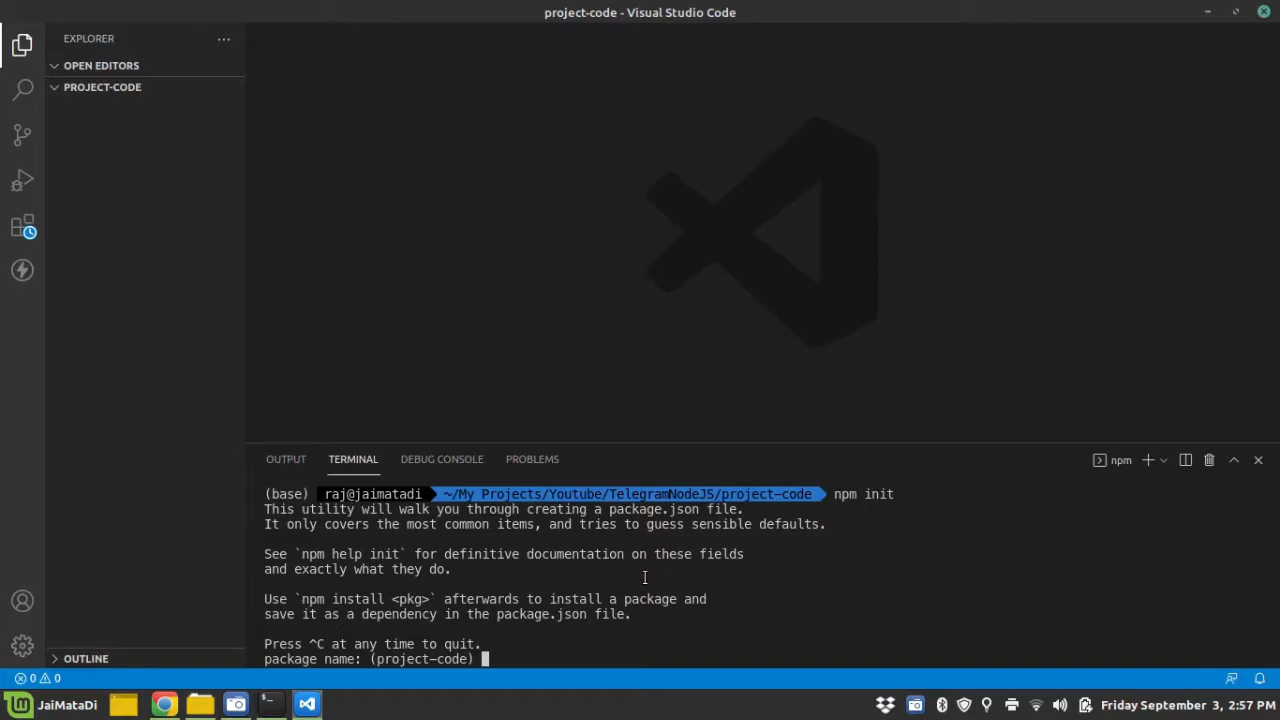 project-code - Visual Studio Code
EXPLORER
OPEN EDITORS
PROJECT-CODE
OUTPUT TERMINAL DEBUG CONSOLE PROBLEMS
npm
(base) raj@jaimatadi ~/My Projects/Youtube/TelegramNodeJS/project-code npm init
This utility will walk you through creating a package.json file.
It only covers the most common items, and tries to guess sensible defaults.
See `npm help init` for definitive documentation on these fields
and exactly what they do.
Use `npm install <pkg>` afterwards to install a package and
save it as a dependency in the package.json file.
Press ^C at any time to quit.
package name: (project-code)
OUTLINE
0 0
JaiMataDi
Friday September 3, 2:57 PM